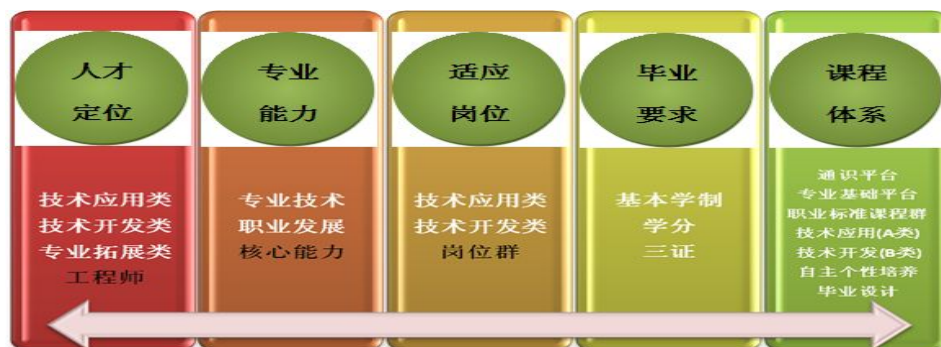 人才
定位
技术应用类
技术开发类
专业拓展类
工程师
专业
能力
专业技术
职业发展
核心能力
适应
岗位
技术应用类
技术开发类
岗位群
毕业
要求
基本学制
学分
三证
课程
体系
通识平台
专业基础平台
职业标准课程群
技术应用(A类)
技术开发(B类)
自主个性培养
毕业设计